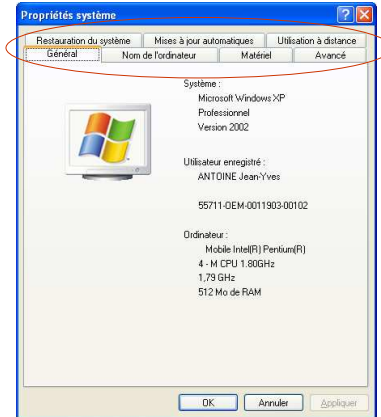 Propriétés système
Restauration du système Mises à jour automatiques Utilisation à distance
Général Nom de l'ordinateur Matériel Avancé
Système :
Microsoft Windows XP
Professionnel
Version 2002
Utilisateur enregistré :
ANTOINE Jean-Yves
55711-OEM-0011903-00102
Ordinateur :
Mobile Intel(R) Pentium(R)
4 - M CPU 1.80GHz
1,79 GHz
512 Mo de RAM
OK Annuler Appliquer